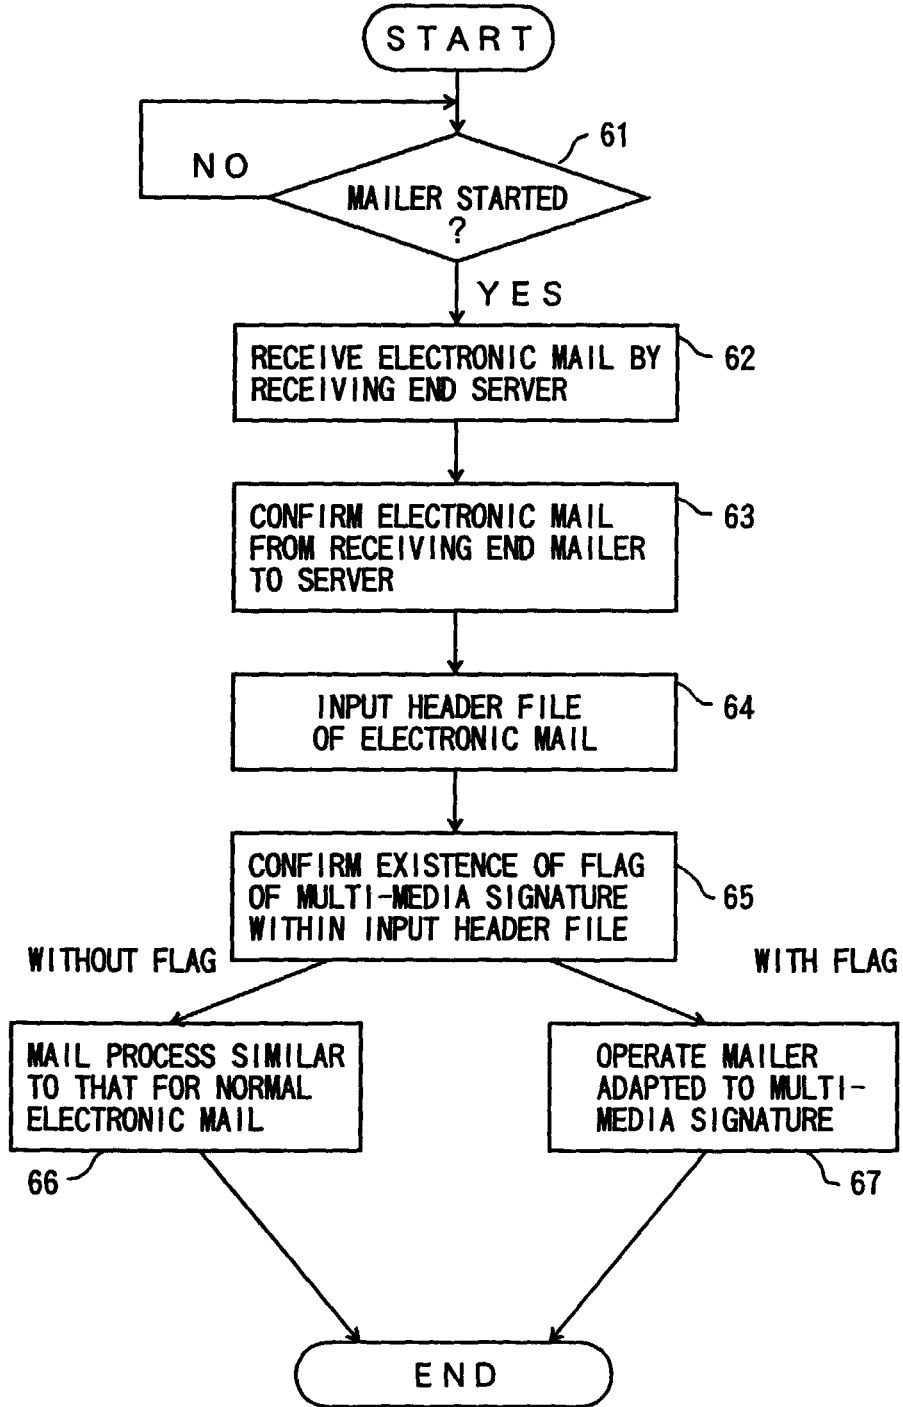 START
61
NO
MAILER STARTED
?
YES
RECEIVE ELECTRONIC MAIL BY
RECEIVING END SERVER
62
CONFIRM ELECTRONIC MAIL
FROM RECEIVING END MAILER
TO SERVER
63
INPUT HEADER FILE
OF ELECTRONIC MAIL
64
CONFIRM EXISTENCE OF FLAG
OF MULTI-MEDIA SIGNATURE
WITHIN INPUT HEADER FILE
65
WITHOUT FLAG
WITH FLAG
MAIL PROCESS SIMILAR
TO THAT FOR NORMAL
ELECTRONIC MAIL
66
OPERATE MAILER
ADAPTED TO MULTI-
MEDIA SIGNATURE
67
END